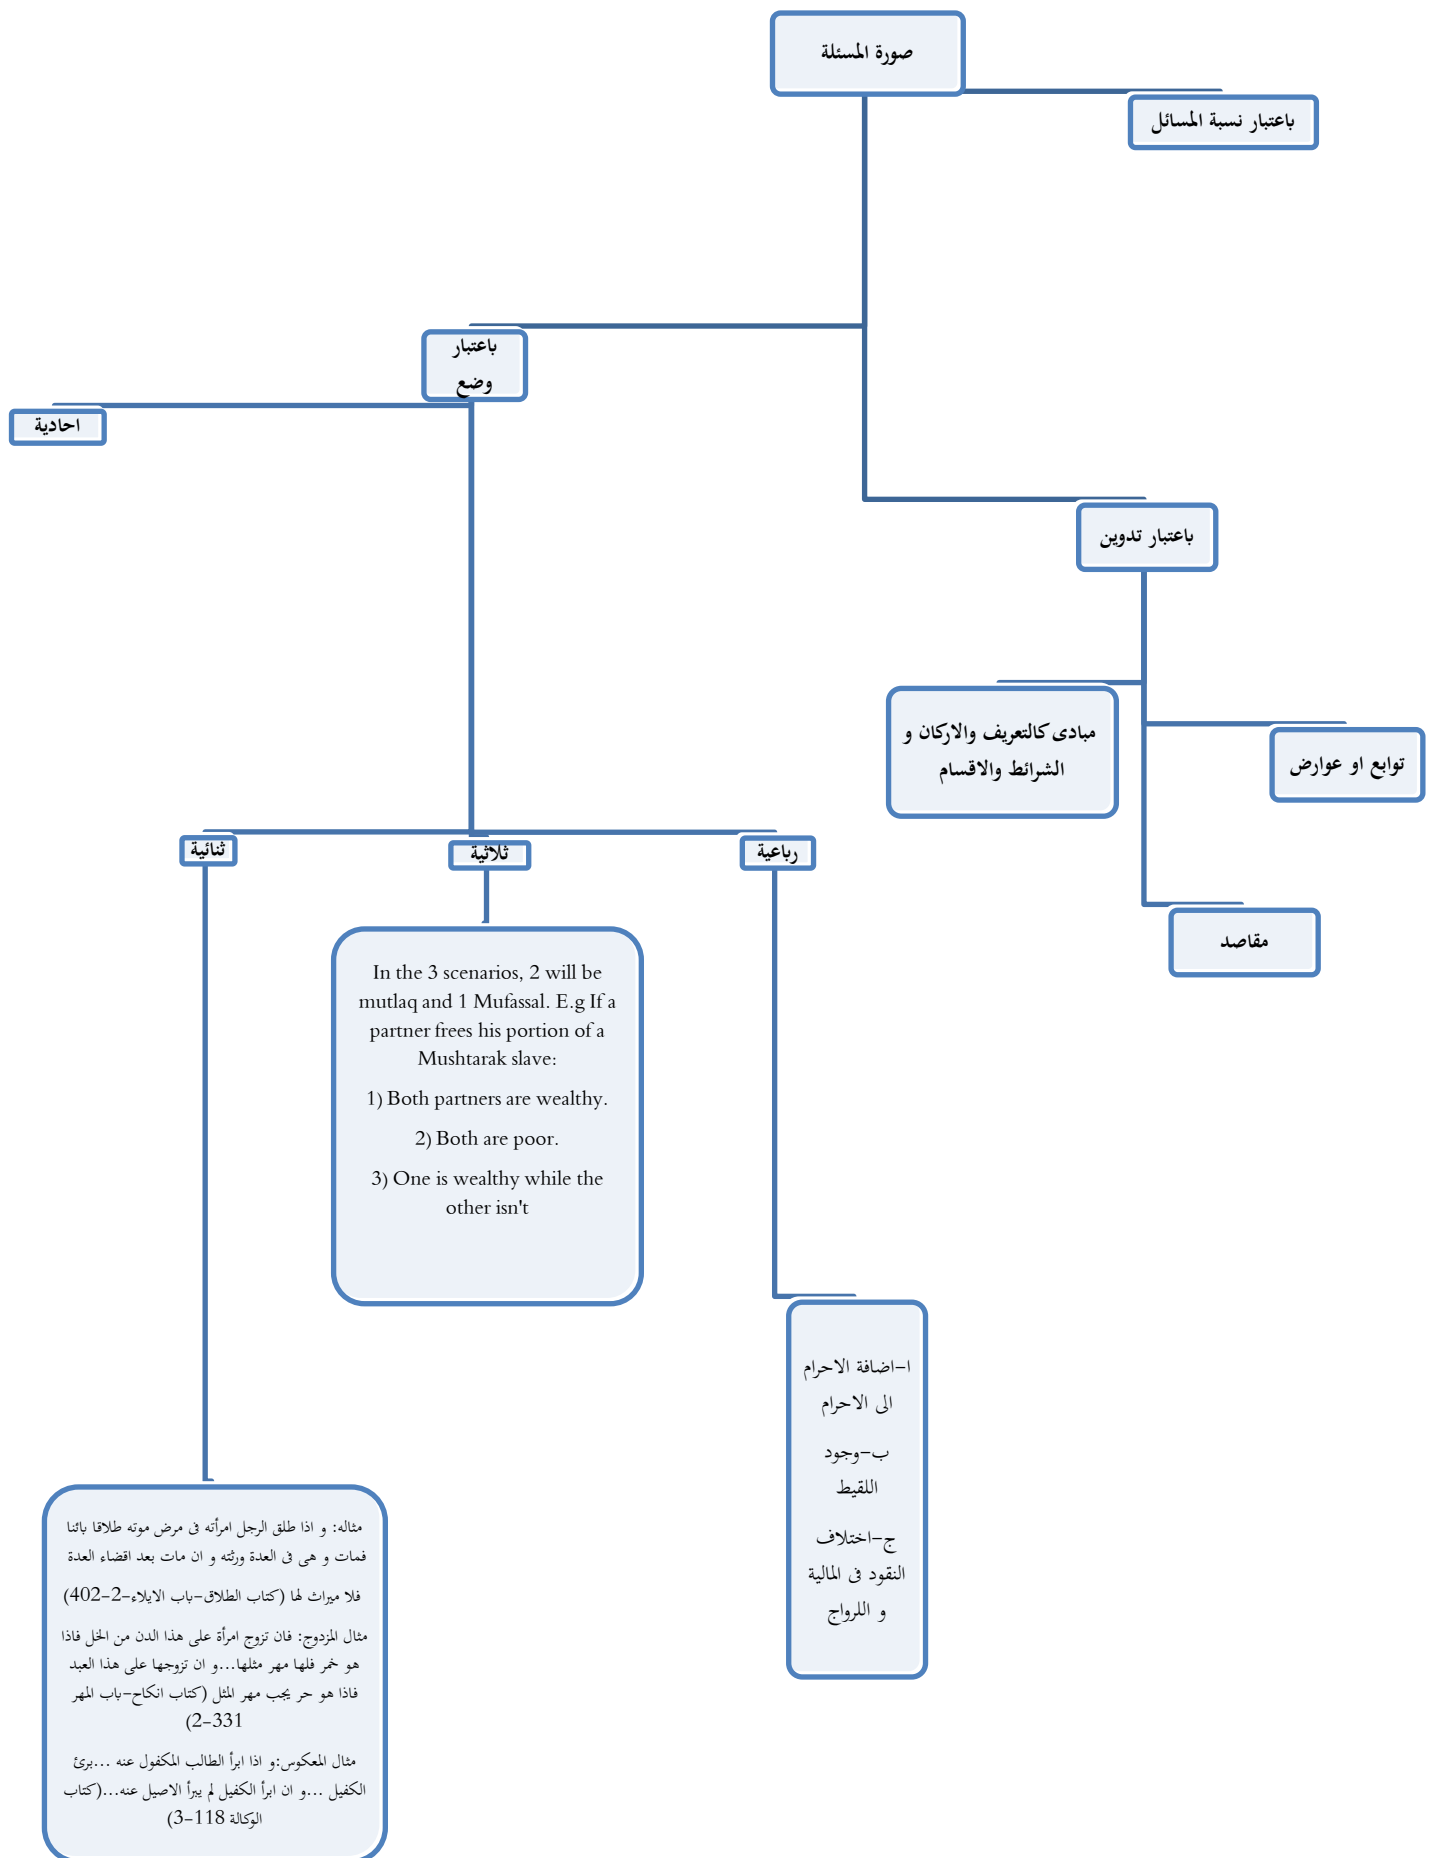 صورة المسئلة
باعتبار نسبة المسائل
باعتبار
وضع
احادية
باعتبار تدوين
مبادى كالتعريف والاركان و
الشرائط والاقسام
توابع او عوارض
مقاصد
رباعية
ثلاثية
ثنائية
In the 3 scenarios, 2 will be
mutlaq and 1 Mufassal. E.g If a
partner frees his portion of a
Mushtarak slave:
1) Both partners are wealthy.
2) Both are poor.
3) One is wealthy while the
other isn't
ا-اضافة الاحرام
الى الاحرام
ب-وجود
اللقيط
ج-اختلاف
النقود فى المالية
و اللرواج
مثاله: و اذا طلق الرجل امرأته فى مرض موته طلاقا بائنا
فمات و هى فى العدة ورثته و ان مات بعد اقضاء العدة
فلا ميراث لها (كتاب الطلاق-باب الايلاء-2-402)
مثال المزدوج: فان تزوج امرأة على هذا الدن من الخل فاذا
هو خمر فلها مهر مثلها...و ان تزوجها على هذا العبد
فاذا هو حر يجب مهر المثل (كتاب انكاح-باب المهر
2-331)
مثال المعكوس:و اذا ابرأ الطالب المكفول عنه ...برئ
الكفيل ...و ان ابرأ الكفيل لم يبرأ الاصيل عنه...(كتاب
الوكالة 118-3)